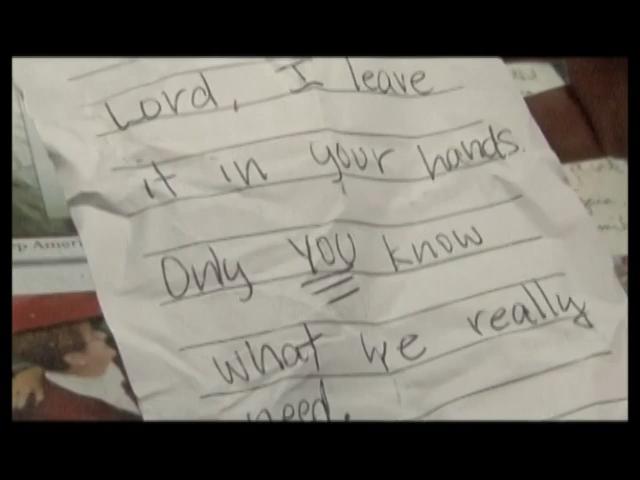 Lord, I leave
it in your hands.
Only YOU know
what we really
need.